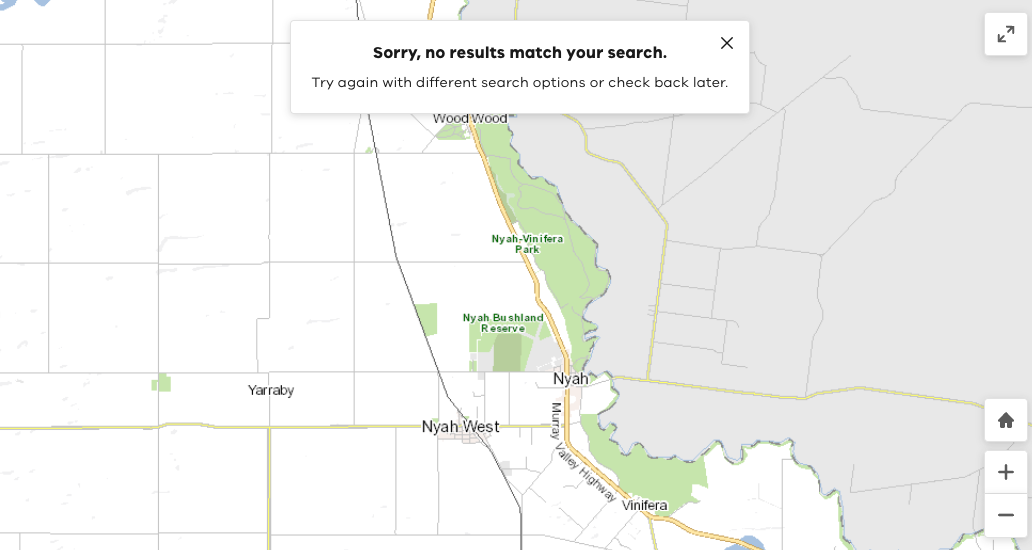 Sorry, no results match your search.
Try again with different search options or check back later.
Wood Wood
Nyah-Vinifera
Park
Nyah Bushland
Reserve
Nyah
Yarraby
Nyah West
Murray Valley Highway
Vinifera